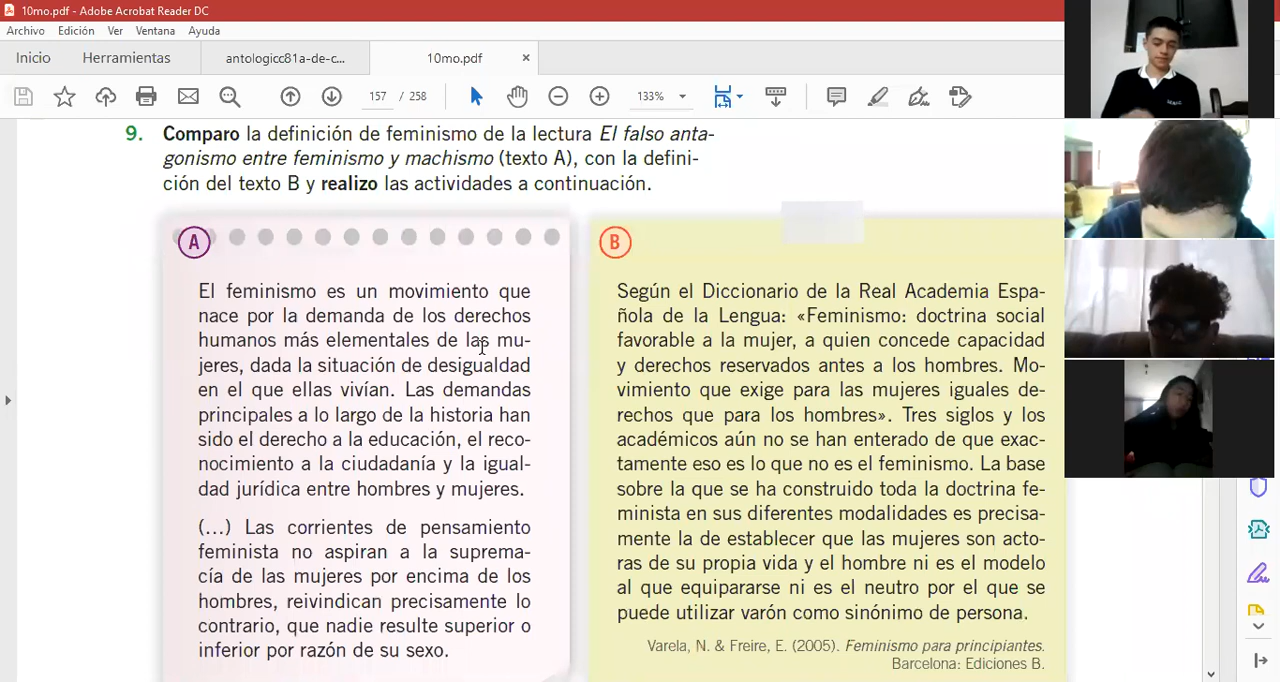 10mo.pdf - Adobe Acrobat Reader DC
Archivo Edición Ver Ventana Ayuda
Inicio Herramientas antologicc81a-de-c... 10mo.pdf ×
157 / 258 133%
9. Comparo la definición de feminismo de la lectura El falso anta-
gonismo entre feminismo y machismo (texto A), con la defini-
ción del texto B y realizo las actividades a continuación.
A
El feminismo es un movimiento que
nace por la demanda de los derechos
humanos más elementales de las mu-
jeres, dada la situación de desigualdad
en el que ellas vivían. Las demandas
principales a lo largo de la historia han
sido el derecho a la educación, el reco-
nocimiento a la ciudadanía y la igual-
dad jurídica entre hombres y mujeres.
(...) Las corrientes de pensamiento
feminista no aspiran a la suprema-
cía de las mujeres por encima de los
hombres, reivindican precisamente lo
contrario, que nadie resulte superior o
inferior por razón de su sexo.
B
Según el Diccionario de la Real Academia Espa-
ñola de la Lengua: «Feminismo: doctrina social
favorable a la mujer, a quien concede capacidad
y derechos reservados antes a los hombres. Mo-
vimiento que exige para las mujeres iguales de-
rechos que para los hombres». Tres siglos y los
académicos aún no se han enterado de que exac-
tamente eso es lo que no es el feminismo. La base
sobre la que se ha construido toda la doctrina fe-
minista en sus diferentes modalidades es precisa-
mente la de establecer que las mujeres son acto-
ras de su propia vida y el hombre ni es el modelo
al que equipararse ni es el neutro por el que se
puede utilizar varón como sinónimo de persona.
Varela, N. & Freire, E. (2005). Feminismo para principiantes.
Barcelona: Ediciones B.